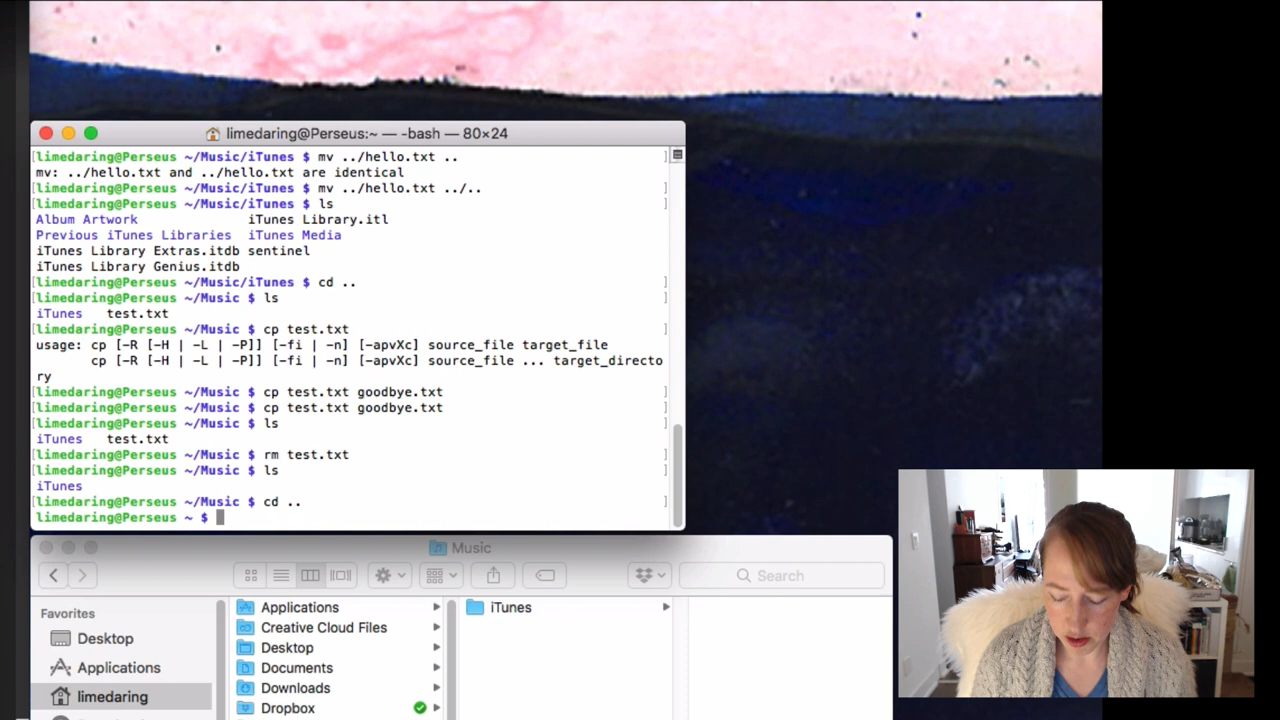 limedaring@Perseus:~ — -bash — 80×24
[limedaring@Perseus ~/Music/iTunes $ mv ../hello.txt .. ]
mv: ../hello.txt and ../hello.txt are identical
[limedaring@Perseus ~/Music/iTunes $ mv ../hello.txt ../.. ]
[limedaring@Perseus ~/Music/iTunes $ ls ]
Album Artwork iTunes Library.itl
Previous iTunes Libraries iTunes Media
iTunes Library Extras.itdb sentinel
iTunes Library Genius.itdb
[limedaring@Perseus ~/Music/iTunes $ cd .. ]
[limedaring@Perseus ~/Music $ ls ]
iTunes test.txt
[limedaring@Perseus ~/Music $ cp test.txt ]
usage: cp [-R [-H | -L | -P]] [-fi | -n] [-apvXc] source_file target_file
cp [-R [-H | -L | -P]] [-fi | -n] [-apvXc] source_file ... target_directo
ry
[limedaring@Perseus ~/Music $ cp test.txt goodbye.txt ]
[limedaring@Perseus ~/Music $ cp test.txt goodbye.txt ]
[limedaring@Perseus ~/Music $ ls ]
iTunes test.txt
[limedaring@Perseus ~/Music $ rm test.txt ]
[limedaring@Perseus ~/Music $ ls ]
iTunes
[limedaring@Perseus ~/Music $ cd .. ]
limedaring@Perseus ~ $
Music
Search
Favorites
Desktop
Applications
limedaring
Applications
Creative Cloud Files
Desktop
Documents
Downloads
Dropbox
iTunes